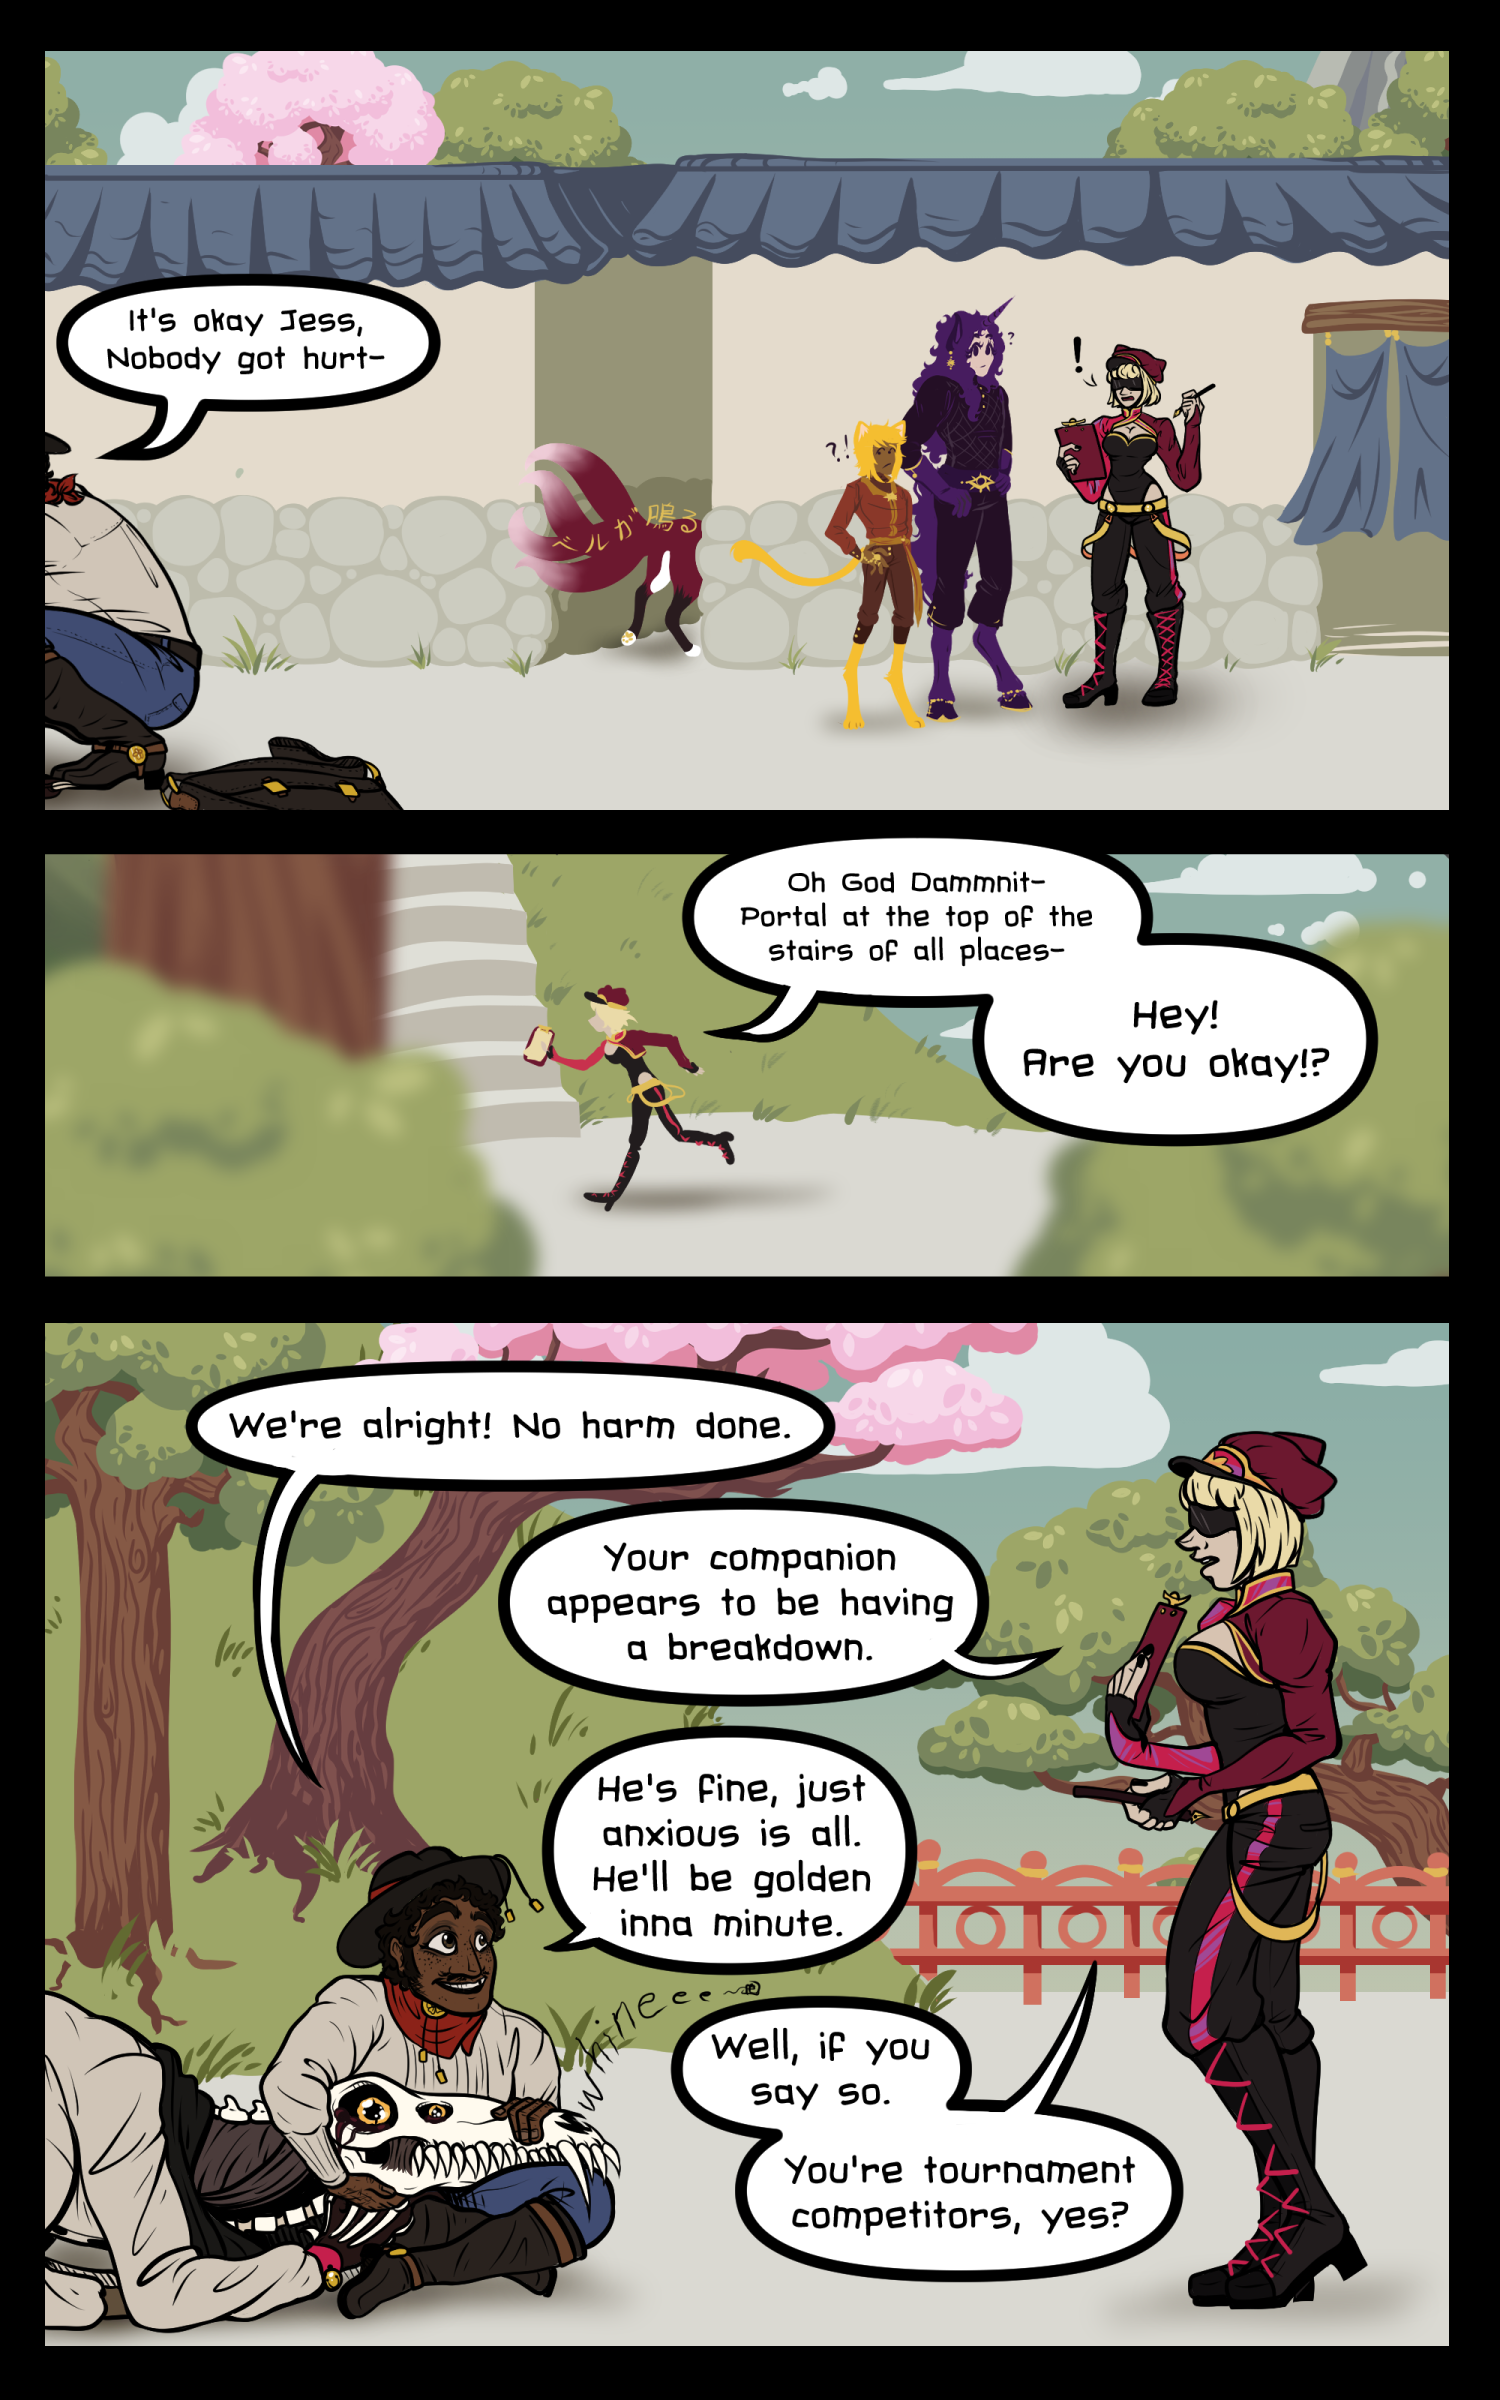 It's okay Jess,
Nobody got hurt-
?
!
?!
ベルが鳴る
Oh God Dammnit-
Portal at the top of the
stairs of all places-
Hey!
Are you okay!?
We're alright! No harm done.
Your companion
appears to be having
a breakdown.
He's fine, just
anxious is all.
He'll be golden
inna minute.
whineee
Well, if you
say so.
You're tournament
competitors, yes?